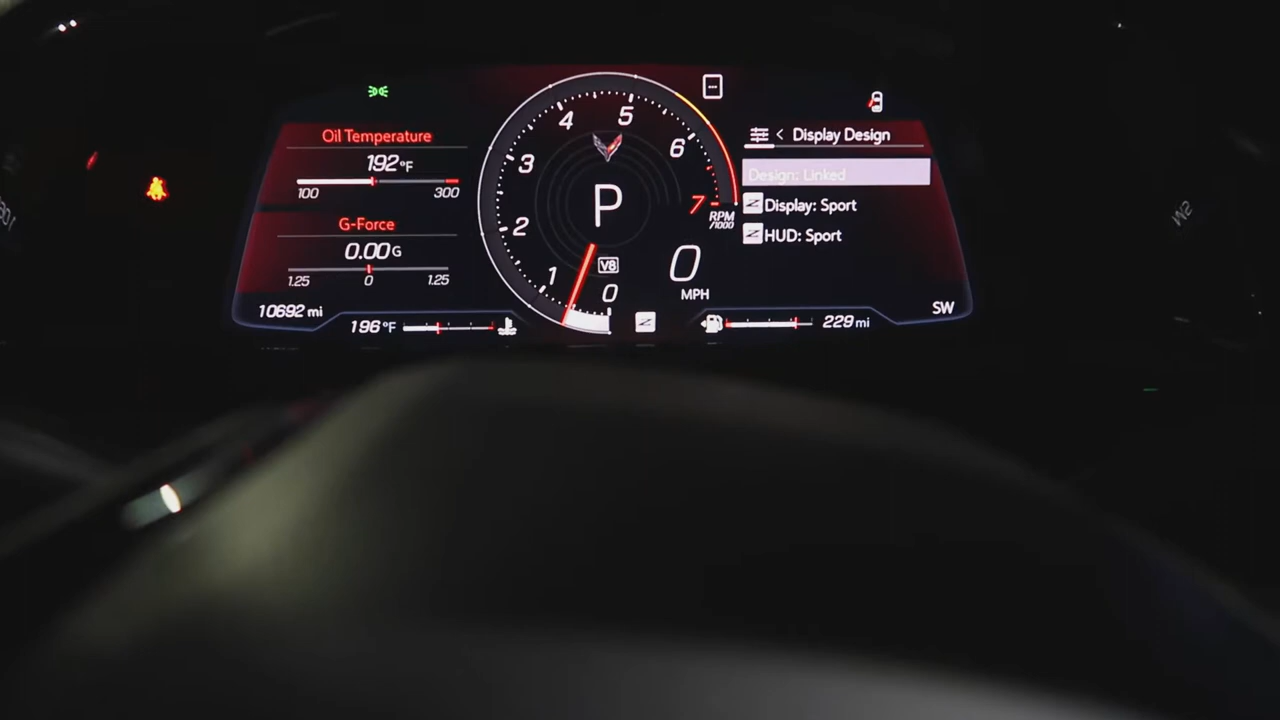 Oil Temperature
192°F
100 300
G-Force
0.00G
1.25 0 1.25
10692 mi
196°F
4 5
3 6
2 7
1 0
P
V8
RPM
/1000
0
MPH
Z
Display Design
Design: Linked
Z Display: Sport
Z HUD: Sport
229 mi
SW